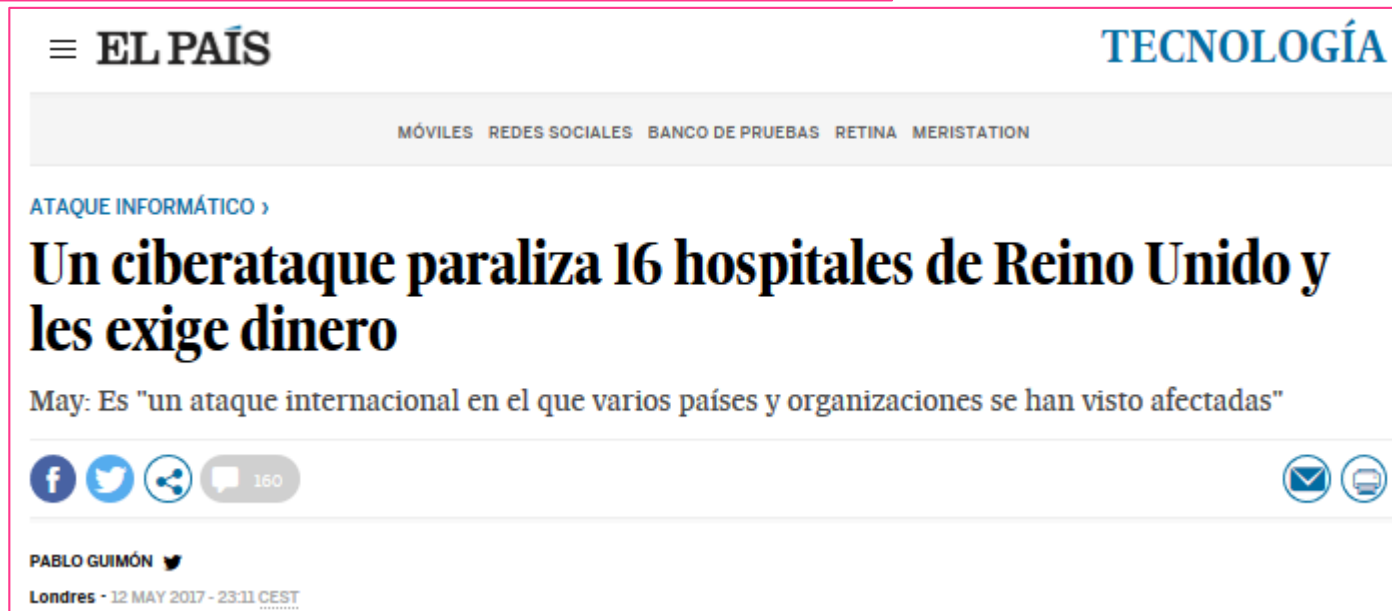 EL PAÍS
TECNOLOGÍA
MÓVILES REDES SOCIALES BANCO DE PRUEBAS RETINA MERISTATION
ATAQUE INFORMÁTICO ›
Un ciberataque paraliza 16 hospitales de Reino Unido y
les exige dinero
May: Es "un ataque internacional en el que varios países y organizaciones se han visto afectadas"
160
PABLO GUIMÓN
Londres - 12 MAY 2017 - 23:11 CEST